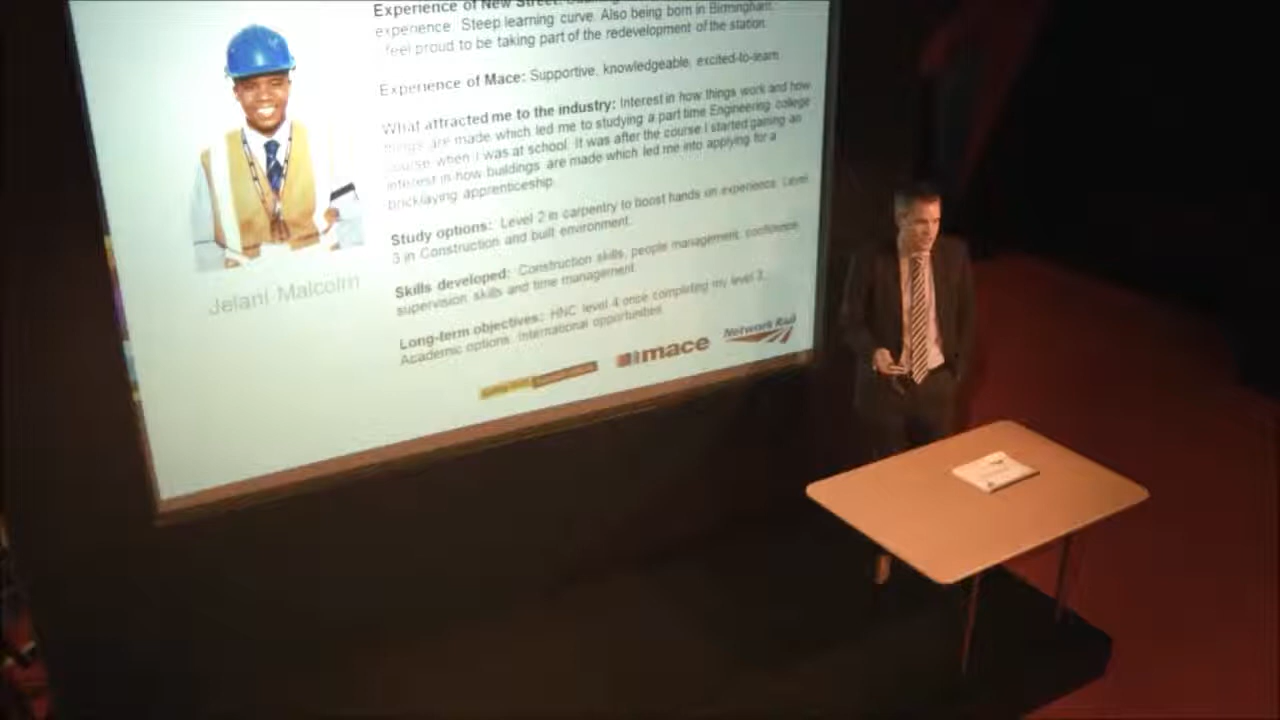 Experience of New Street:
experience. Steep learning curve. Also being born in Birmingham,
feel proud to be taking part of the redevelopment of the station.
Experience of Mace: Supportive, knowledgeable, excited-to-learn
What attracted me to the industry: Interest in how things work and how
things are made which led me to studying a part time Engineering college
course when I was at school. It was after the course I started gaining an
interest in how buildings are made which led me into applying for a
bricklaying apprenticeship.
Study options: Level 2 in carpentry to boost hands on experience. Level
3 in Construction and built environment.
Skills developed: Construction skills, people management, confidence,
supervision skills and time management.
Long-term objectives: HNC level 4 once completing my level 3.
Academic options. International opportunities.
Jelani Malcolm
mace
Network Rail